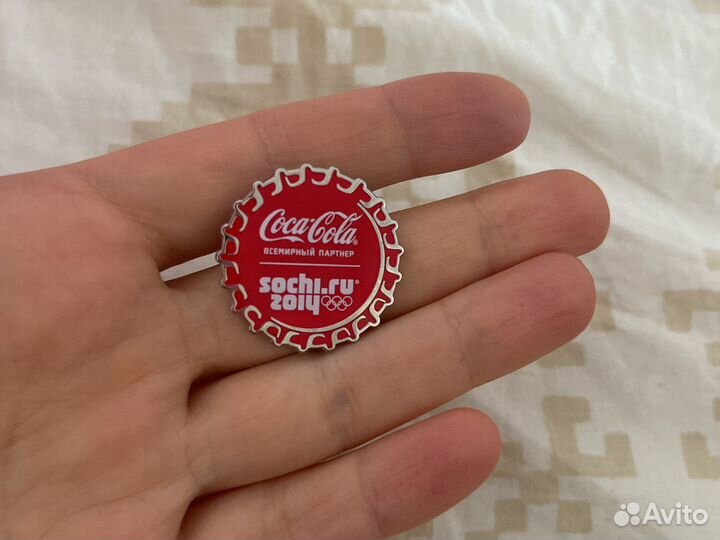 Coca-Cola
ВСЕМИРНЫЙ ПАРТНЕР
sochi.ru
2014
Avito